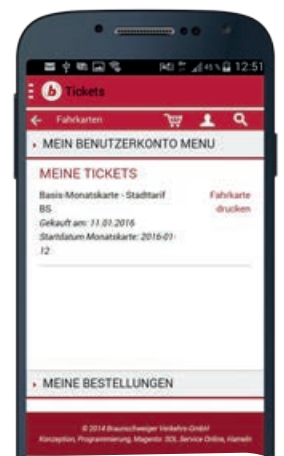 45% 12:51
b Tickets
Fahrkarten
MEIN BENUTZERKONTO MENU
MEINE TICKETS
Basis-Monatskarte - Stadttarif Fahrkarte
BS drucken
Gekauft am: 11.01.2016
Startdatum Monatskarte: 2016-01-
12
MEINE BESTELLUNGEN
© 2014 Braunschweiger Verkehrs-GmbH
Konzeption, Programmierung, Magento: SDL Service Online, Hameln